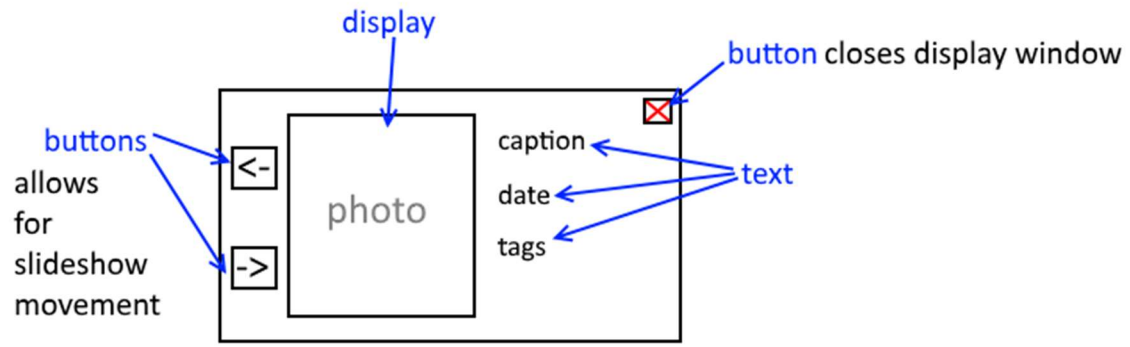 display
button closes display window
buttons
allows
for
slideshow
movement
<-
->
photo
caption
date
tags
text